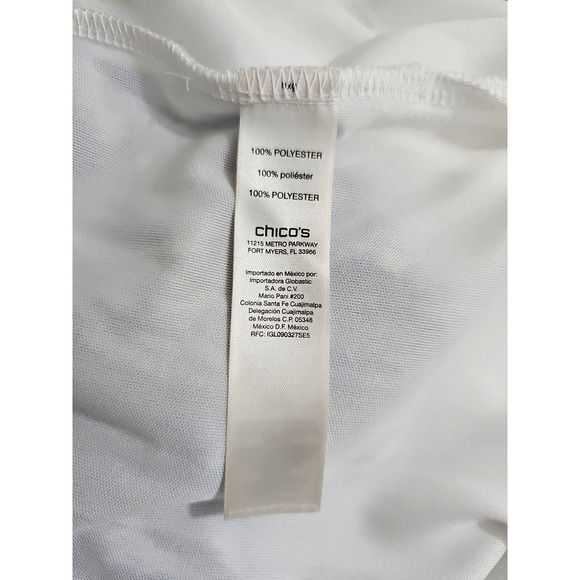 100% POLYESTER
100% poliéster
100% POLYESTER
chico's
11215 METRO PARKWAY
FORT MYERS, FL 33966
Importado en México por:
Importadora Globastic
S.A. de C.V.
Mario Pani #200
Colonia Santa Fe Cuajimalpa
Delegación Cuajimalpa
de Morelos C.P. 05348
México D.F. México
RFC: IGL090327SE5